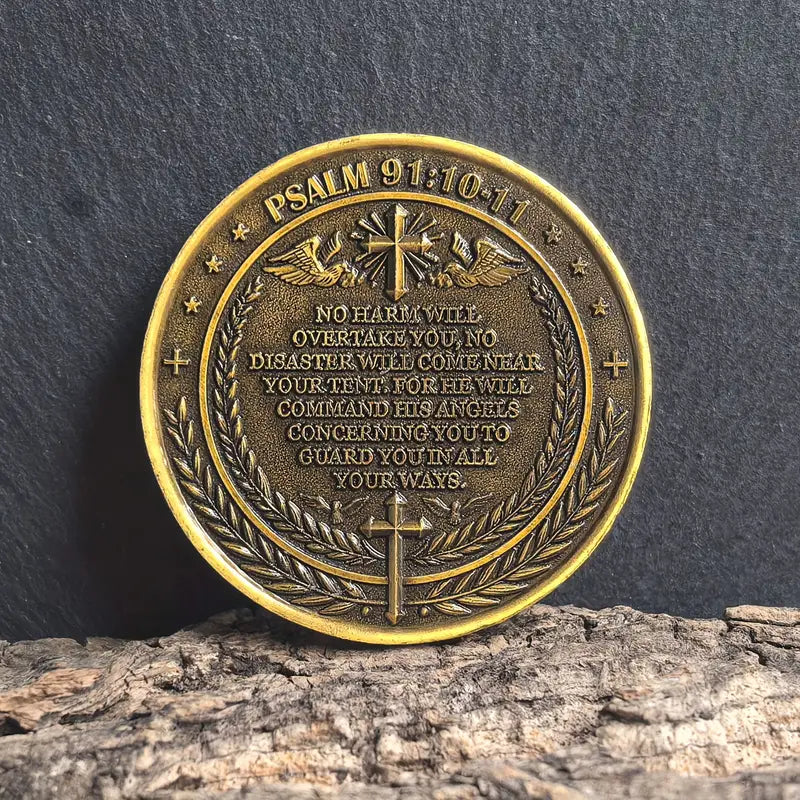 PSALM 91:10-11
NO HARM WILL
OVERTAKE YOU, NO
DISASTER WILL COME NEAR
YOUR TENT. FOR HE WILL
COMMAND HIS ANGELS
CONCERNING YOU TO
GUARD YOU IN ALL
YOUR WAYS.